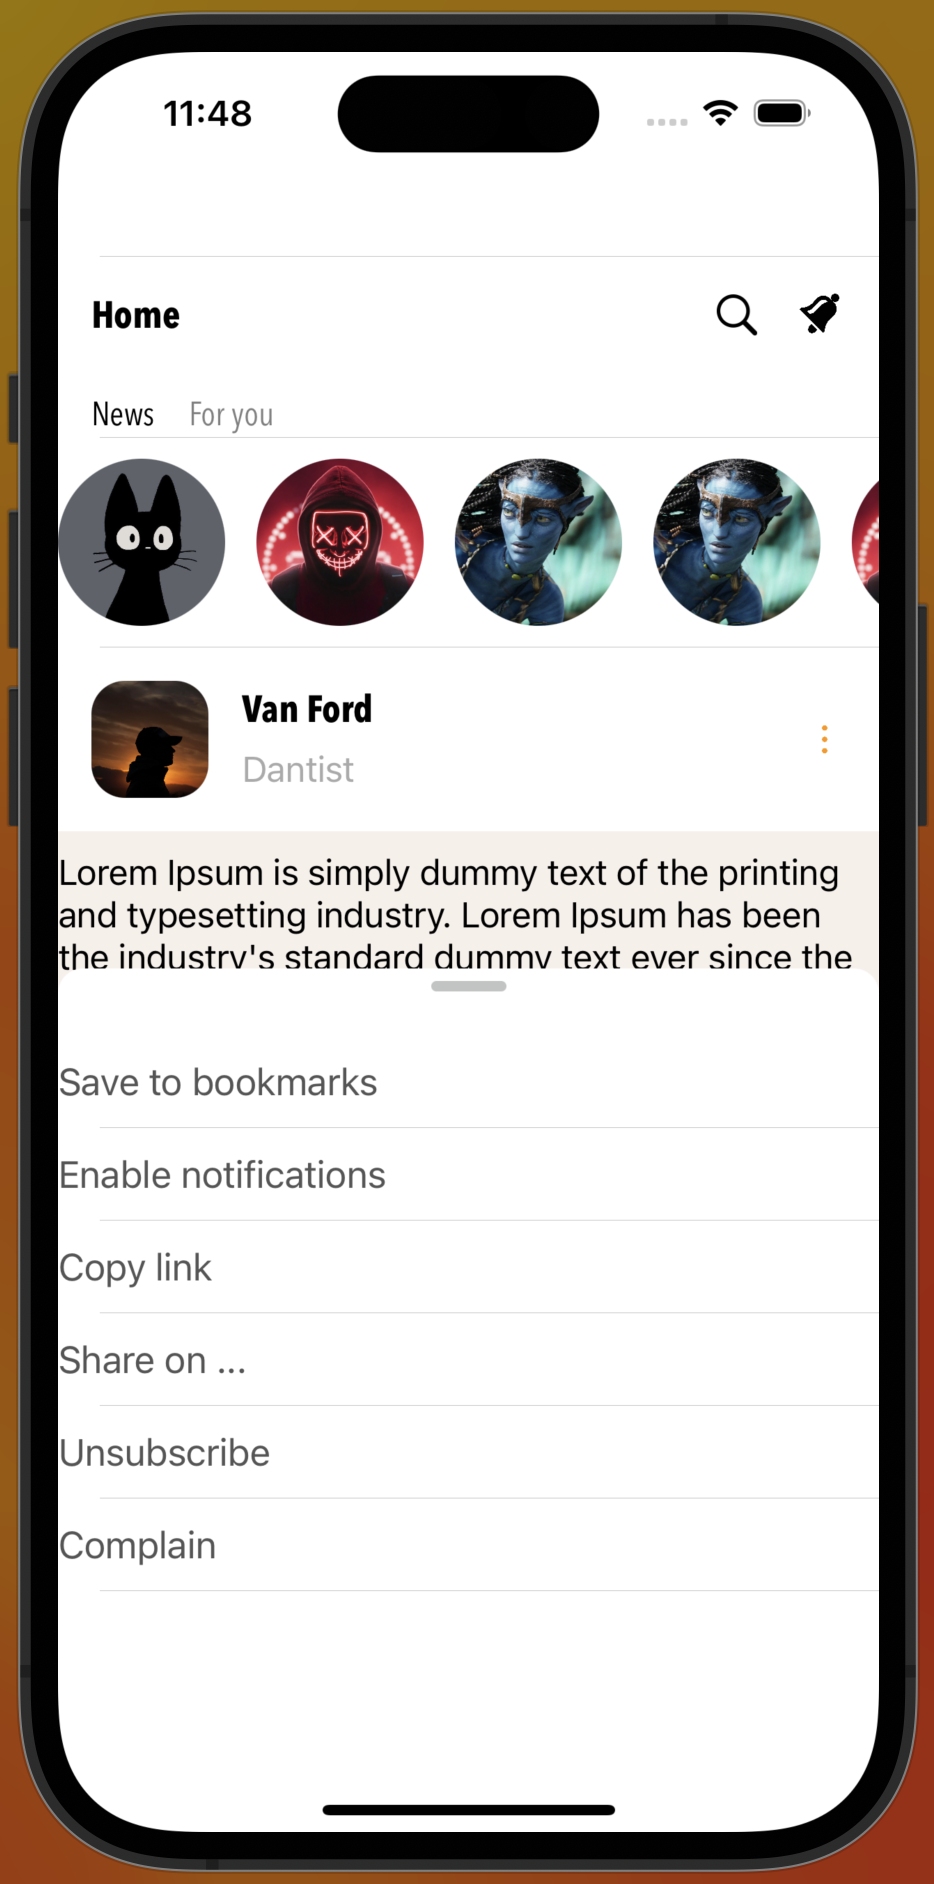 11:48
Home
News For you
Van Ford
Dantist
Lorem Ipsum is simply dummy text of the printing
and typesetting industry. Lorem Ipsum has been
the industry's standard dummy text ever since the
Save to bookmarks
Enable notifications
Copy link
Share on ...
Unsubscribe
Complain